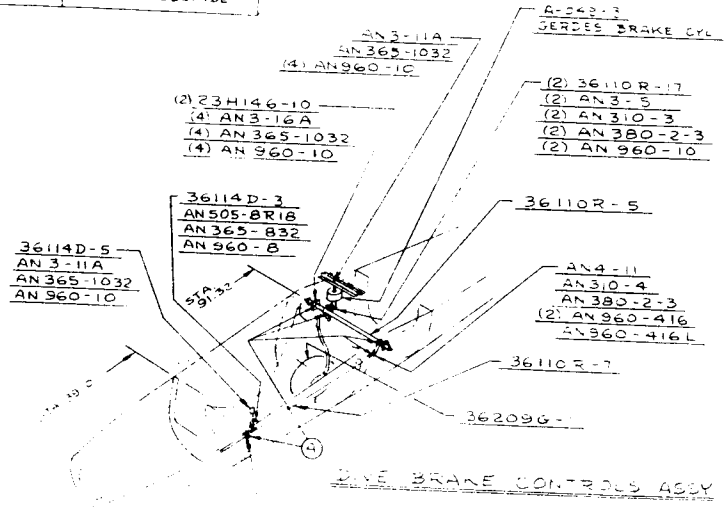 AN3-11A
AN365-1032
(4) AN960-10
GERDES BRAKE CYL
(2) 36110R-17
(2) AN3-5
(2) AN310-3
(2) AN380-2-3
(2) AN960-10
(2) 23H146-10
(4) AN3-16A
(4) AN365-1032
(4) AN960-10
36114D-3
AN505-8R18
AN365-832
AN960-8
36110R-5
36114D-5
AN3-11A
AN365-1032
AN960-10
STA
91.32
AN4-11
AN310-4
AN380-2-3
(2) AN960-416
AN960-416L
36110R-7
36209G-
A
DIVE BRAKE CONTROLS ASSY